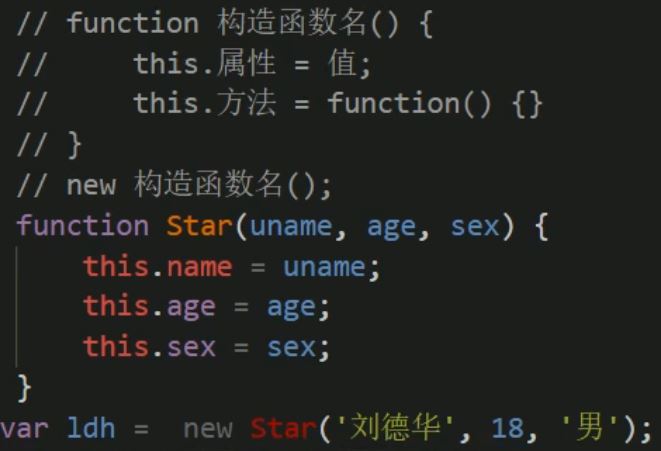 // function 构造函数名() {
//     this.属性 = 值;
//     this.方法 = function() {}
// }
// new 构造函数名();
function Star(uname, age, sex) {
    this.name = uname;
    this.age = age;
    this.sex = sex;
}
var ldh =  new Star('刘德华', 18, '男');